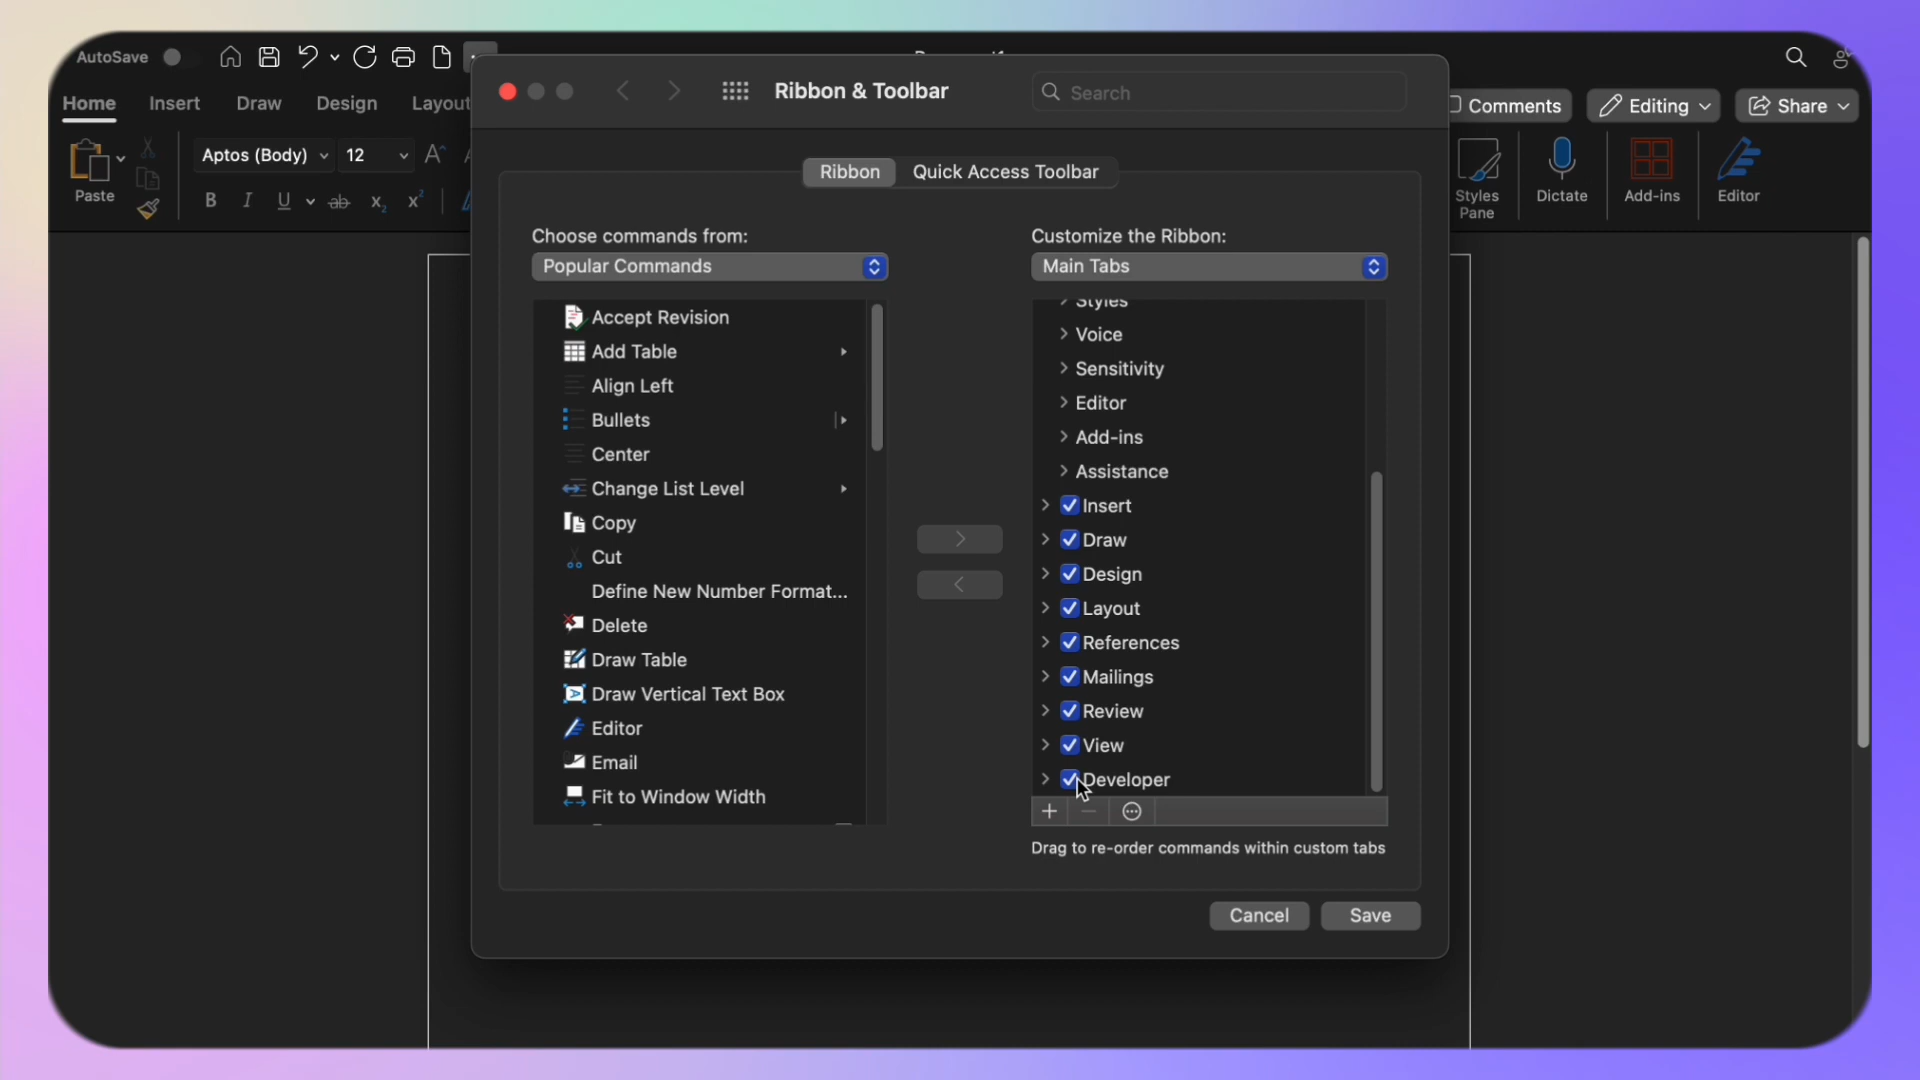 AutoSave
Home Insert Draw Design Layout
Comments Editing Share
Aptos (Body) 12
Paste
B I U ab x₂ x²
Styles Pane
Dictate
Add-ins
Editor
Ribbon & Toolbar
Search
Ribbon Quick Access Toolbar
Choose commands from:
Popular Commands
Accept Revision
Add Table
Align Left
Bullets
Center
Change List Level
Copy
Cut
Define New Number Format...
Delete
Draw Table
Draw Vertical Text Box
Editor
Email
Fit to Window Width
Customize the Ribbon:
Main Tabs
Styles
Voice
Sensitivity
Editor
Add-ins
Assistance
Insert
Draw
Design
Layout
References
Mailings
Review
View
Developer
Drag to re-order commands within custom tabs
Cancel Save